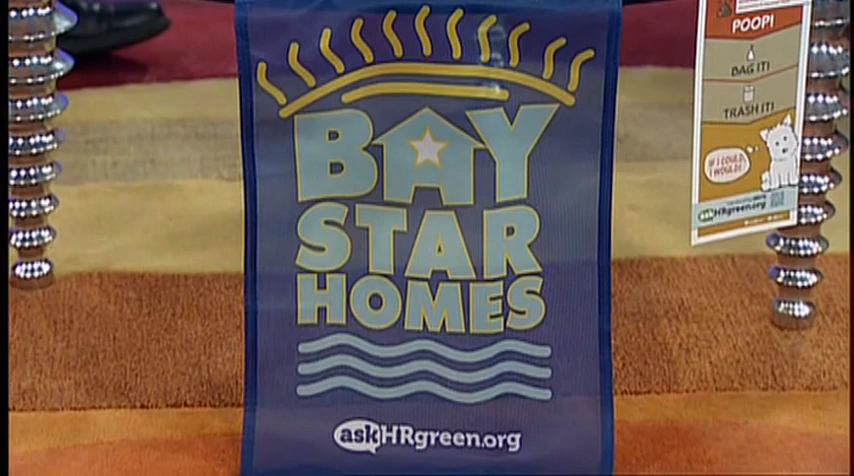 BAY
STAR
HOMES
askHRgreen.org
POOP!
BAG IT!
TRASH IT!
IF I COULD,
I WOULD!
askHRgreen.org